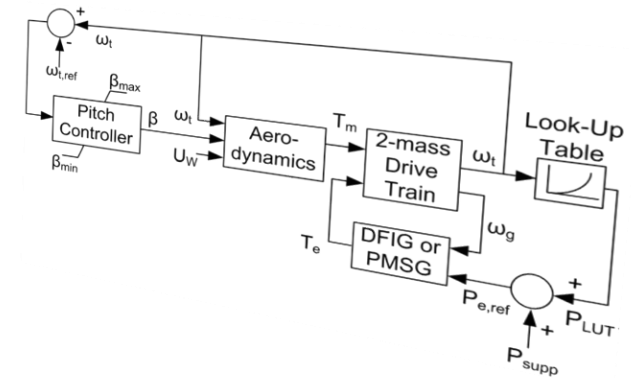 +
ωt
-
ωt,ref
βmax
Pitch
Controller
βmin
β
ωt
UW
Aero-
dynamics
Tm
2-mass
Drive
Train
ωt
Look-Up
Table
ωg
Te
DFIG or
PMSG
Pe,ref
+
PLUT
+
Psupp